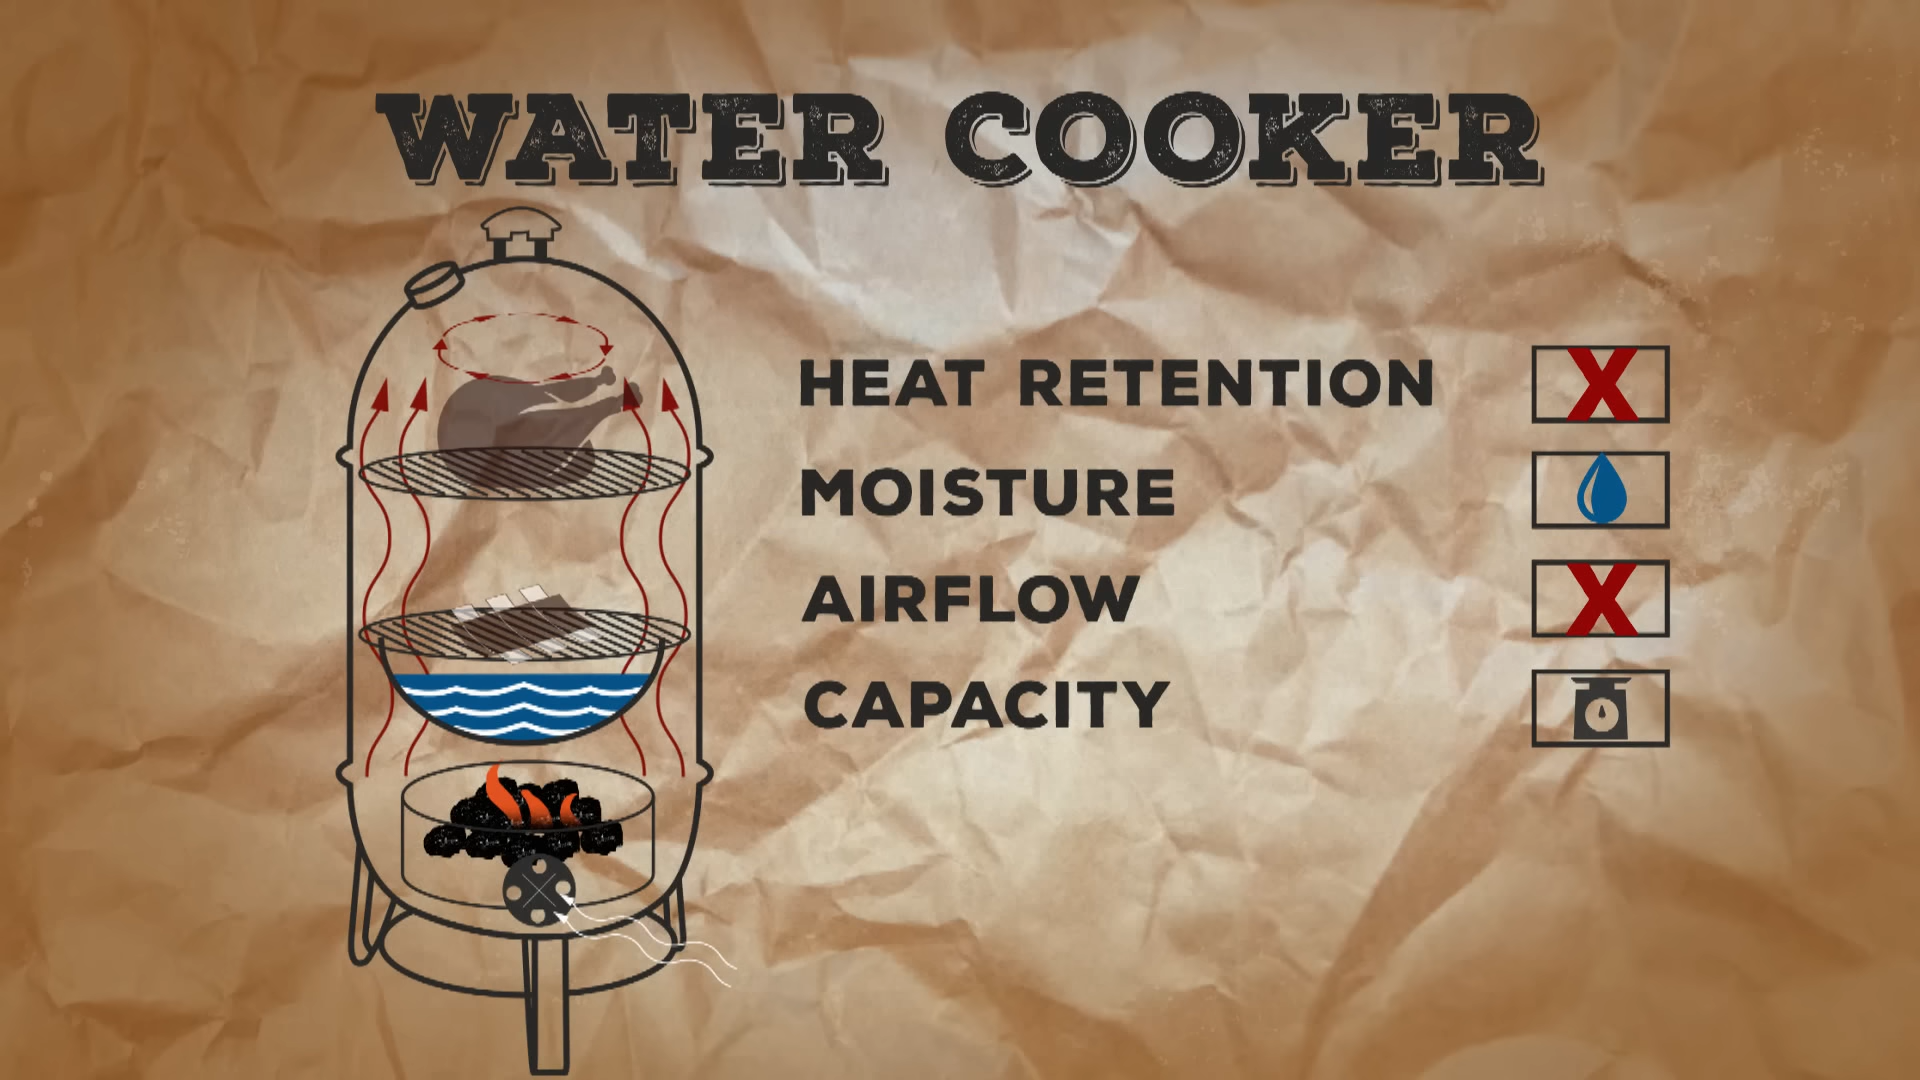 WATER COOKER
HEAT RETENTION X
MOISTURE
AIRFLOW X
CAPACITY